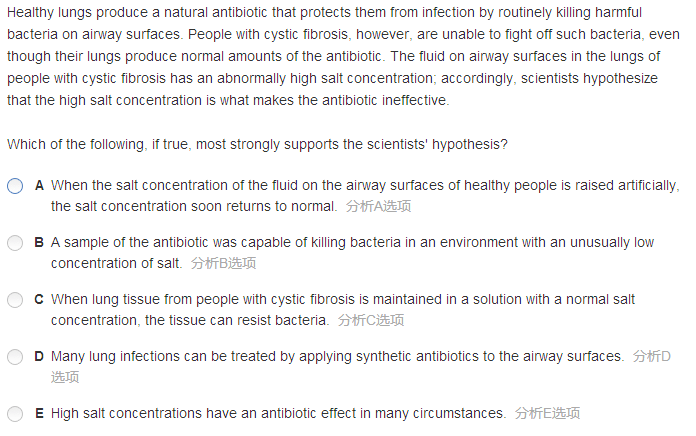 Healthy lungs produce a natural antibiotic that protects them from infection by routinely killing harmful
bacteria on airway surfaces. People with cystic fibrosis, however, are unable to fight off such bacteria, even
though their lungs produce normal amounts of the antibiotic. The fluid on airway surfaces in the lungs of
people with cystic fibrosis has an abnormally high salt concentration; accordingly, scientists hypothesize
that the high salt concentration is what makes the antibiotic ineffective.
Which of the following, if true, most strongly supports the scientists' hypothesis?
A When the salt concentration of the fluid on the airway surfaces of healthy people is raised artificially,
the salt concentration soon returns to normal. 分析A选项
B A sample of the antibiotic was capable of killing bacteria in an environment with an unusually low
concentration of salt. 分析B选项
C When lung tissue from people with cystic fibrosis is maintained in a solution with a normal salt
concentration, the tissue can resist bacteria. 分析C选项
D Many lung infections can be treated by applying synthetic antibiotics to the airway surfaces. 分析D
选项
E High salt concentrations have an antibiotic effect in many circumstances. 分析E选项